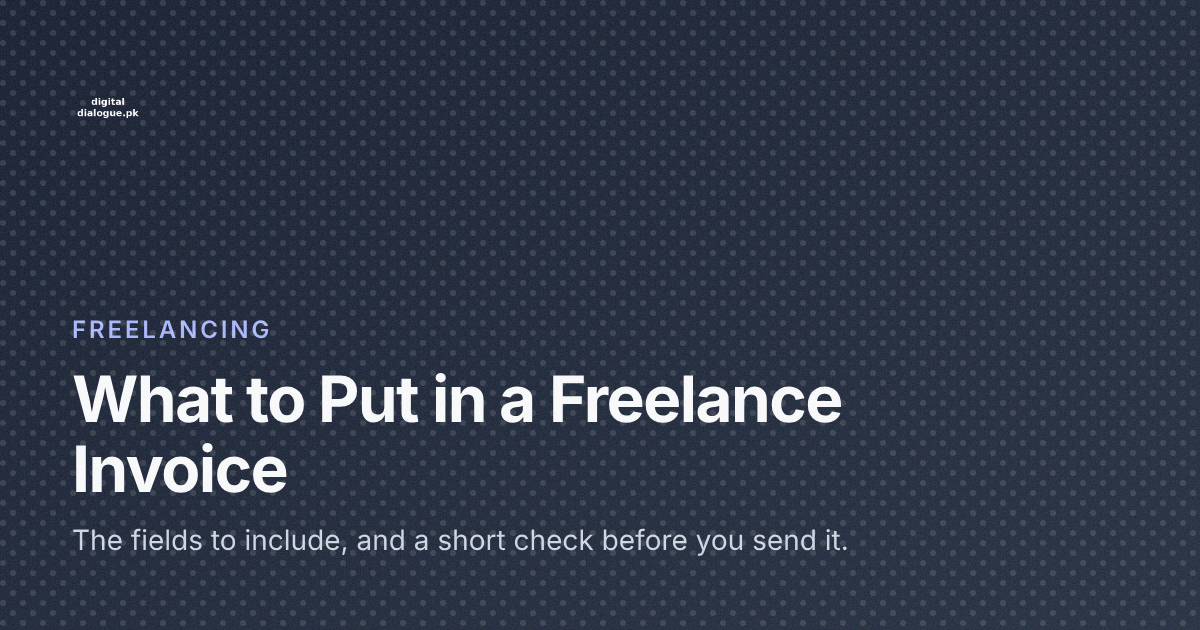 digital
dialogue.pk
FREELANCING
What to Put in a Freelance
Invoice
The fields to include, and a short check before you send it.